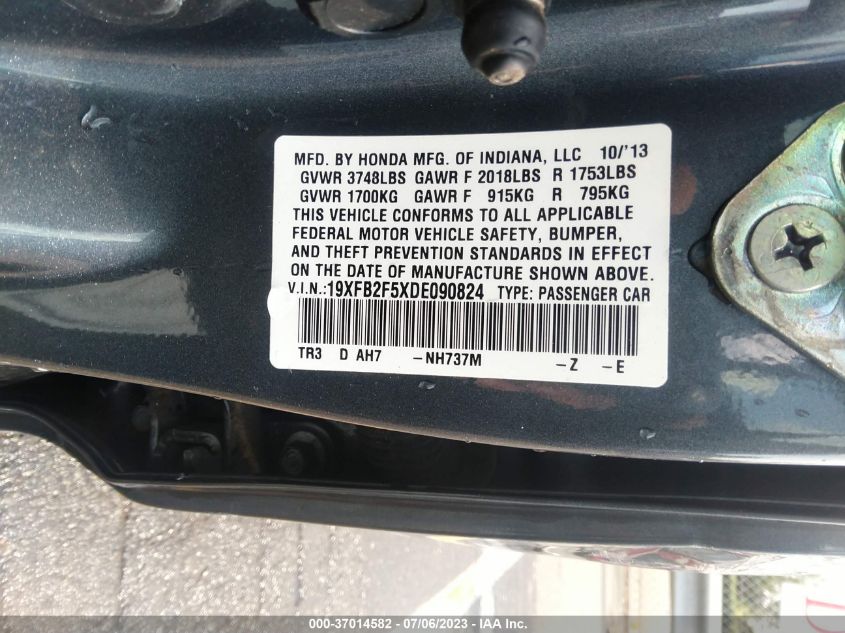 MFD. BY HONDA MFG. OF INDIANA, LLC 10/'13
GVWR 3748LBS GAWR F 2018LBS R 1753LBS
GVWR 1700KG GAWR F 915KG R 795KG
THIS VEHICLE CONFORMS TO ALL APPLICABLE
FEDERAL MOTOR VEHICLE SAFETY, BUMPER,
AND THEFT PREVENTION STANDARDS IN EFFECT
ON THE DATE OF MANUFACTURE SHOWN ABOVE.
V.I.N.:19XFB2F5XDE090824 TYPE: PASSENGER CAR
TR3 D AH7 -NH737M -Z -E
000-37014582 - 07/06/2023 - IAA Inc.